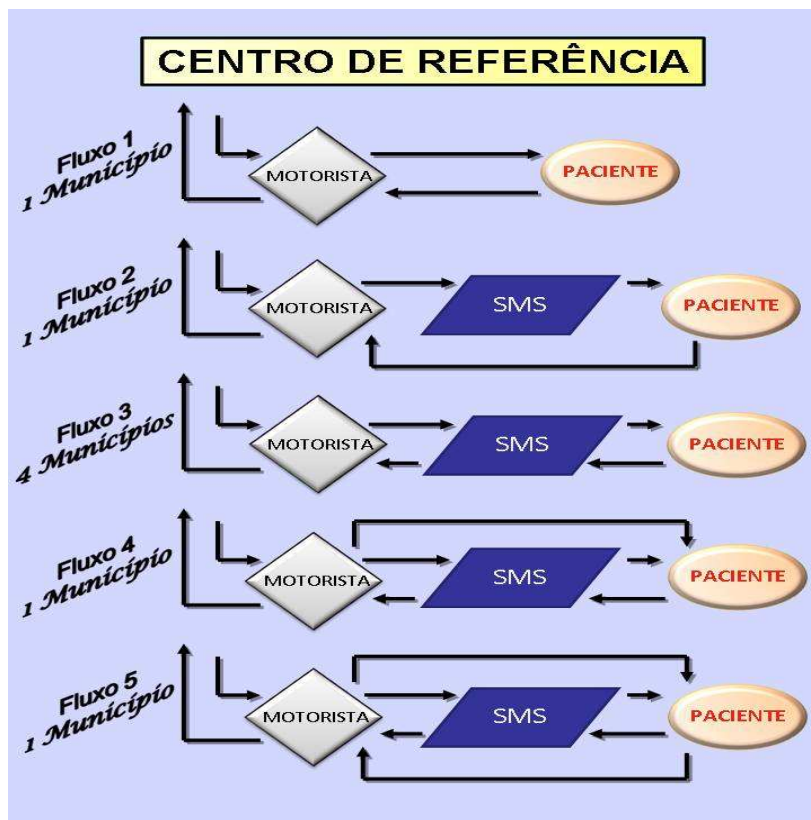 CENTRO DE REFERÊNCIA
Fluxo 1
1 Município
MOTORISTA
PACIENTE
Fluxo 2
1 Município
MOTORISTA
SMS
PACIENTE
Fluxo 3
4 Municípios
MOTORISTA
SMS
PACIENTE
Fluxo 4
1 Município
MOTORISTA
SMS
PACIENTE
Fluxo 5
1 Município
MOTORISTA
SMS
PACIENTE